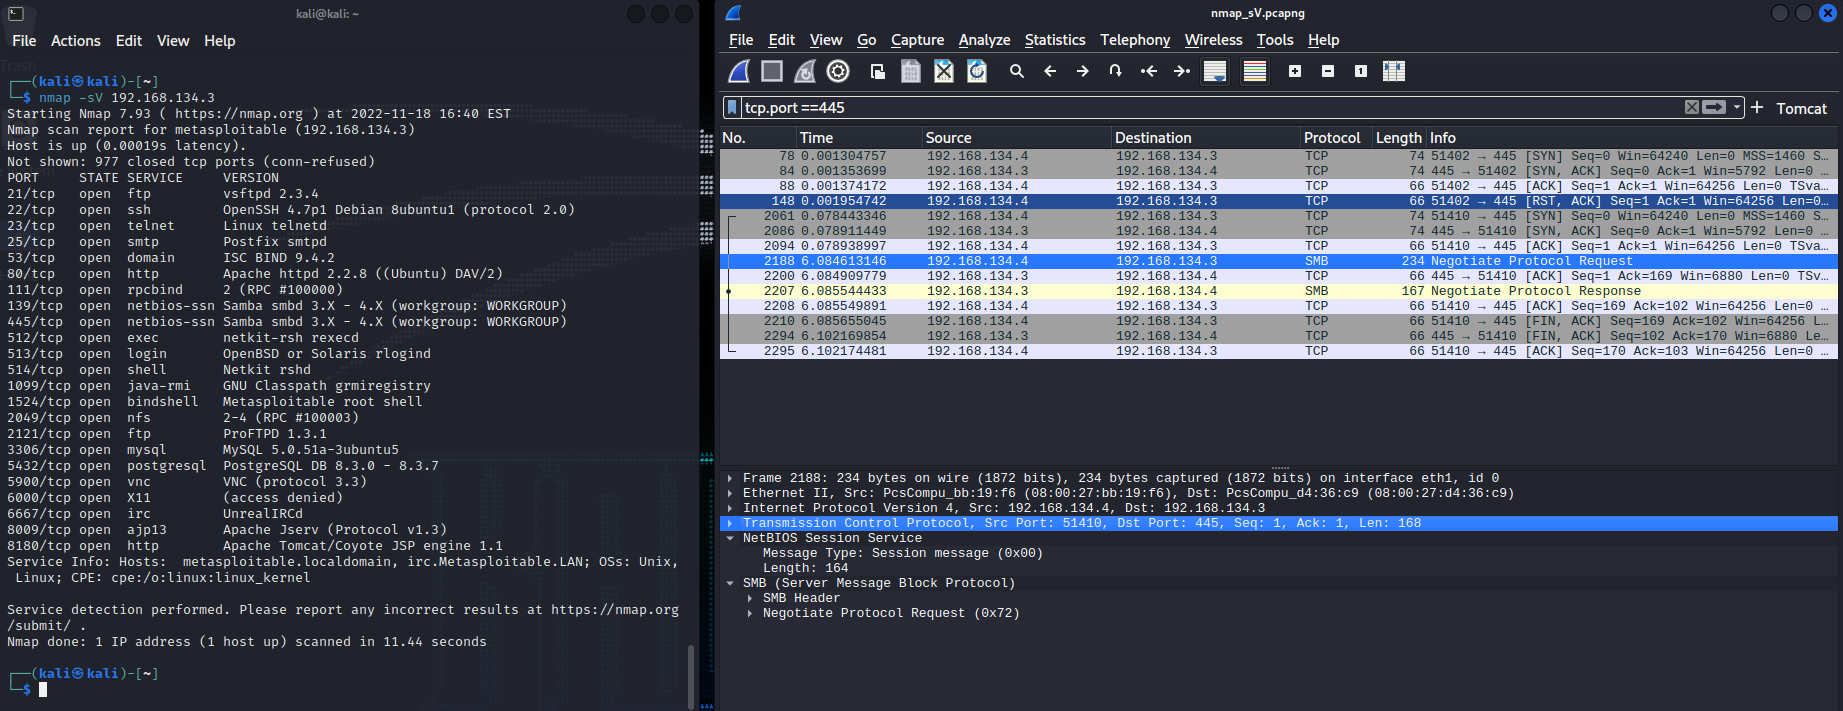 kali@kali: ~
File Actions Edit View Help
┌──(kali㉿kali)-[~]
└─$ nmap -sV 192.168.134.3
Starting Nmap 7.93 ( https://nmap.org ) at 2022-11-18 16:40 EST
Nmap scan report for metasploitable (192.168.134.3)
Host is up (0.00019s latency).
Not shown: 977 closed tcp ports (conn-refused)
PORT     STATE SERVICE     VERSION
21/tcp   open  ftp         vsftpd 2.3.4
22/tcp   open  ssh         OpenSSH 4.7p1 Debian 8ubuntu1 (protocol 2.0)
23/tcp   open  telnet      Linux telnetd
25/tcp   open  smtp        Postfix smtpd
53/tcp   open  domain      ISC BIND 9.4.2
80/tcp   open  http        Apache httpd 2.2.8 ((Ubuntu) DAV/2)
111/tcp  open  rpcbind     2 (RPC #100000)
139/tcp  open  netbios-ssn Samba smbd 3.X - 4.X (workgroup: WORKGROUP)
445/tcp  open  netbios-ssn Samba smbd 3.X - 4.X (workgroup: WORKGROUP)
512/tcp  open  exec        netkit-rsh rexecd
513/tcp  open  login       OpenBSD or Solaris rlogind
514/tcp  open  shell       Netkit rshd
1099/tcp open  java-rmi    GNU Classpath grmiregistry
1524/tcp open  bindshell   Metasploitable root shell
2049/tcp open  nfs         2-4 (RPC #100003)
2121/tcp open  ftp         ProFTPD 1.3.1
3306/tcp open  mysql       MySQL 5.0.51a-3ubuntu5
5432/tcp open  postgresql  PostgreSQL DB 8.3.0 - 8.3.7
5900/tcp open  vnc         VNC (protocol 3.3)
6000/tcp open  X11         (access denied)
6667/tcp open  irc         UnrealIRCd
8009/tcp open  ajp13       Apache Jserv (Protocol v1.3)
8180/tcp open  http        Apache Tomcat/Coyote JSP engine 1.1
Service Info: Hosts:  metasploitable.localdomain, irc.Metasploitable.LAN; OSs: Unix,
 Linux; CPE: cpe:/o:linux:linux_kernel
Service detection performed. Please report any incorrect results at https://nmap.org
/submit/ .
Nmap done: 1 IP address (1 host up) scanned in 11.44 seconds
┌──(kali㉿kali)-[~]
└─$
nmap_sV.pcapng
File Edit View Go Capture Analyze Statistics Telephony Wireless Tools Help
tcp.port ==445
Tomcat
No. Time Source Destination Protocol Length Info
78 0.001304757 192.168.134.4 192.168.134.3 TCP 74 51402 → 445 [SYN] Seq=0 Win=64240 Len=0 MSS=1460 S…
84 0.001353699 192.168.134.3 192.168.134.4 TCP 74 445 → 51402 [SYN, ACK] Seq=0 Ack=1 Win=5792 Len=0 …
88 0.001374172 192.168.134.4 192.168.134.3 TCP 66 51402 → 445 [ACK] Seq=1 Ack=1 Win=64256 Len=0 TSva…
148 0.001954742 192.168.134.4 192.168.134.3 TCP 66 51402 → 445 [RST, ACK] Seq=1 Ack=1 Win=64256 Len=0…
2061 0.078443346 192.168.134.4 192.168.134.3 TCP 74 51410 → 445 [SYN] Seq=0 Win=64240 Len=0 MSS=1460 S…
2086 0.078911449 192.168.134.3 192.168.134.4 TCP 74 445 → 51410 [SYN, ACK] Seq=0 Ack=1 Win=5792 Len=0 …
2094 0.078938997 192.168.134.4 192.168.134.3 TCP 66 51410 → 445 [ACK] Seq=1 Ack=1 Win=64256 Len=0 TSva…
2188 6.084613146 192.168.134.4 192.168.134.3 SMB 234 Negotiate Protocol Request
2200 6.084909779 192.168.134.3 192.168.134.4 TCP 66 445 → 51410 [ACK] Seq=1 Ack=169 Win=6880 Len=0 TSv…
2207 6.085544433 192.168.134.3 192.168.134.4 SMB 167 Negotiate Protocol Response
2208 6.085549891 192.168.134.4 192.168.134.3 TCP 66 51410 → 445 [ACK] Seq=169 Ack=102 Win=64256 Len=0 …
2210 6.085655045 192.168.134.4 192.168.134.3 TCP 66 51410 → 445 [FIN, ACK] Seq=169 Ack=102 Win=64256 L…
2294 6.102169854 192.168.134.3 192.168.134.4 TCP 66 445 → 51410 [FIN, ACK] Seq=102 Ack=170 Win=6880 Le…
2295 6.102174481 192.168.134.4 192.168.134.3 TCP 66 51410 → 445 [ACK] Seq=170 Ack=103 Win=64256 Len=0 …
Frame 2188: 234 bytes on wire (1872 bits), 234 bytes captured (1872 bits) on interface eth1, id 0
Ethernet II, Src: PcsCompu_bb:19:f6 (08:00:27:bb:19:f6), Dst: PcsCompu_d4:36:c9 (08:00:27:d4:36:c9)
Internet Protocol Version 4, Src: 192.168.134.4, Dst: 192.168.134.3
Transmission Control Protocol, Src Port: 51410, Dst Port: 445, Seq: 1, Ack: 1, Len: 168
NetBIOS Session Service
Message Type: Session message (0x00)
Length: 164
SMB (Server Message Block Protocol)
SMB Header
Negotiate Protocol Request (0x72)